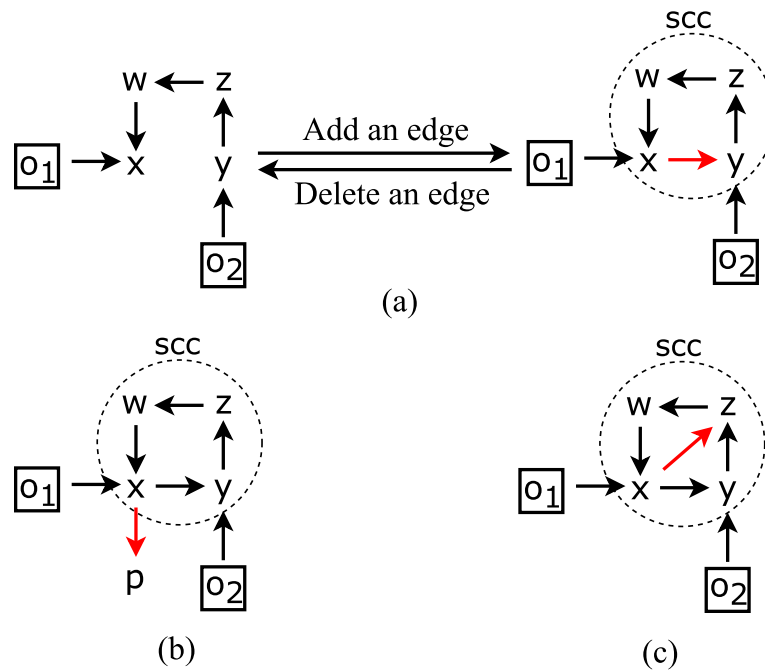 scc
w z w z
Add an edge
o1 x y o1 x y
Delete an edge
o2 o2
(a)
scc scc
w z w z
o1 x y o1 x y
p o2 o2
(b) (c)